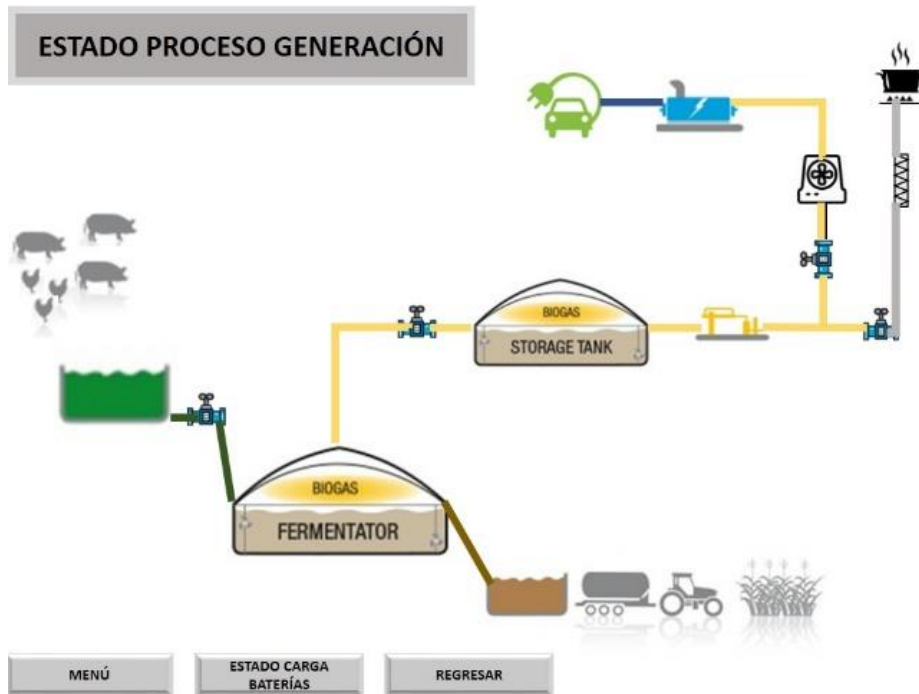 ESTADO PROCESO GENERACIÓN
BIOGAS
STORAGE TANK
BIOGAS
FERMENTATOR
MENÚ
ESTADO CARGA
BATERÍAS
REGRESAR